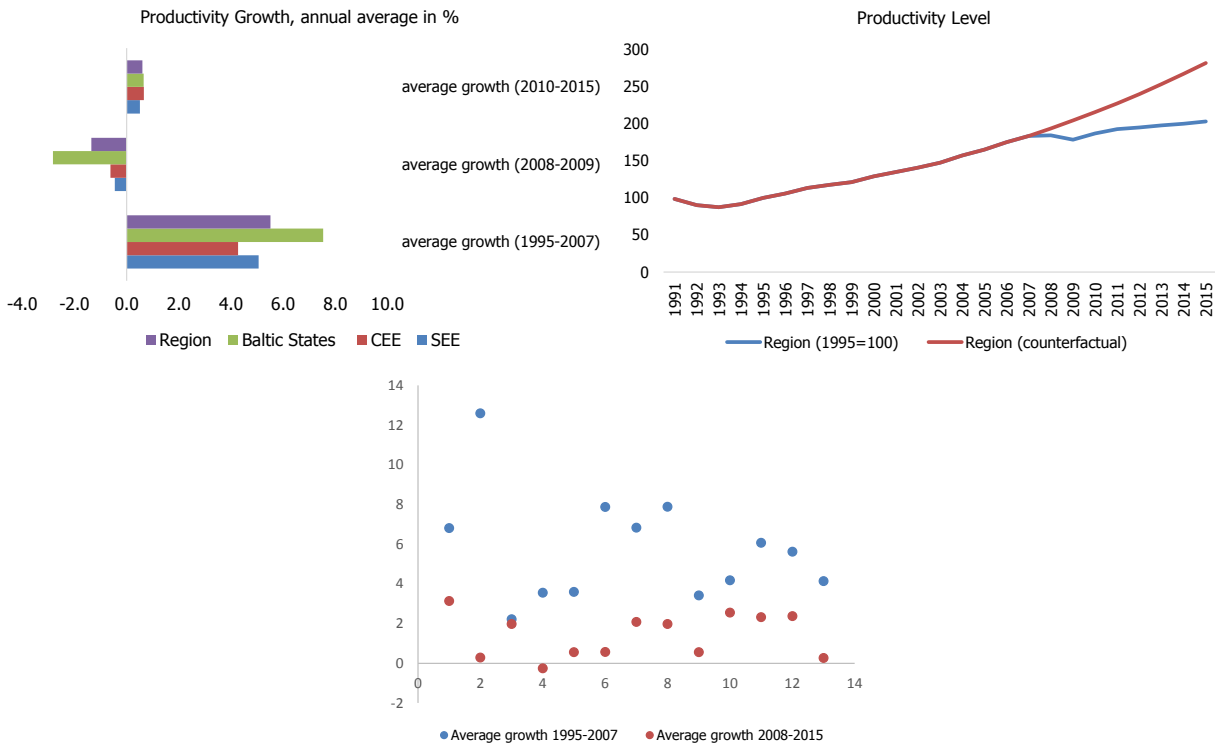 Productivity Growth, annual average in %
average growth (2010-2015)
average growth (2008-2009)
average growth (1995-2007)
-4.0 -2.0 0.0 2.0 4.0 6.0 8.0 10.0
Region Baltic States CEE SEE
Productivity Level
300
250
200
150
100
50
0
1991 1992 1993 1994 1995 1996 1997 1998 1999 2000 2001 2002 2003 2004 2005 2006 2007 2008 2009 2010 2011 2012 2013 2014 2015
Region (1995=100) Region (counterfactual)
14
12
10
8
6
4
2
0
-2
0 2 4 6 8 10 12 14
Average growth 1995-2007 Average growth 2008-2015